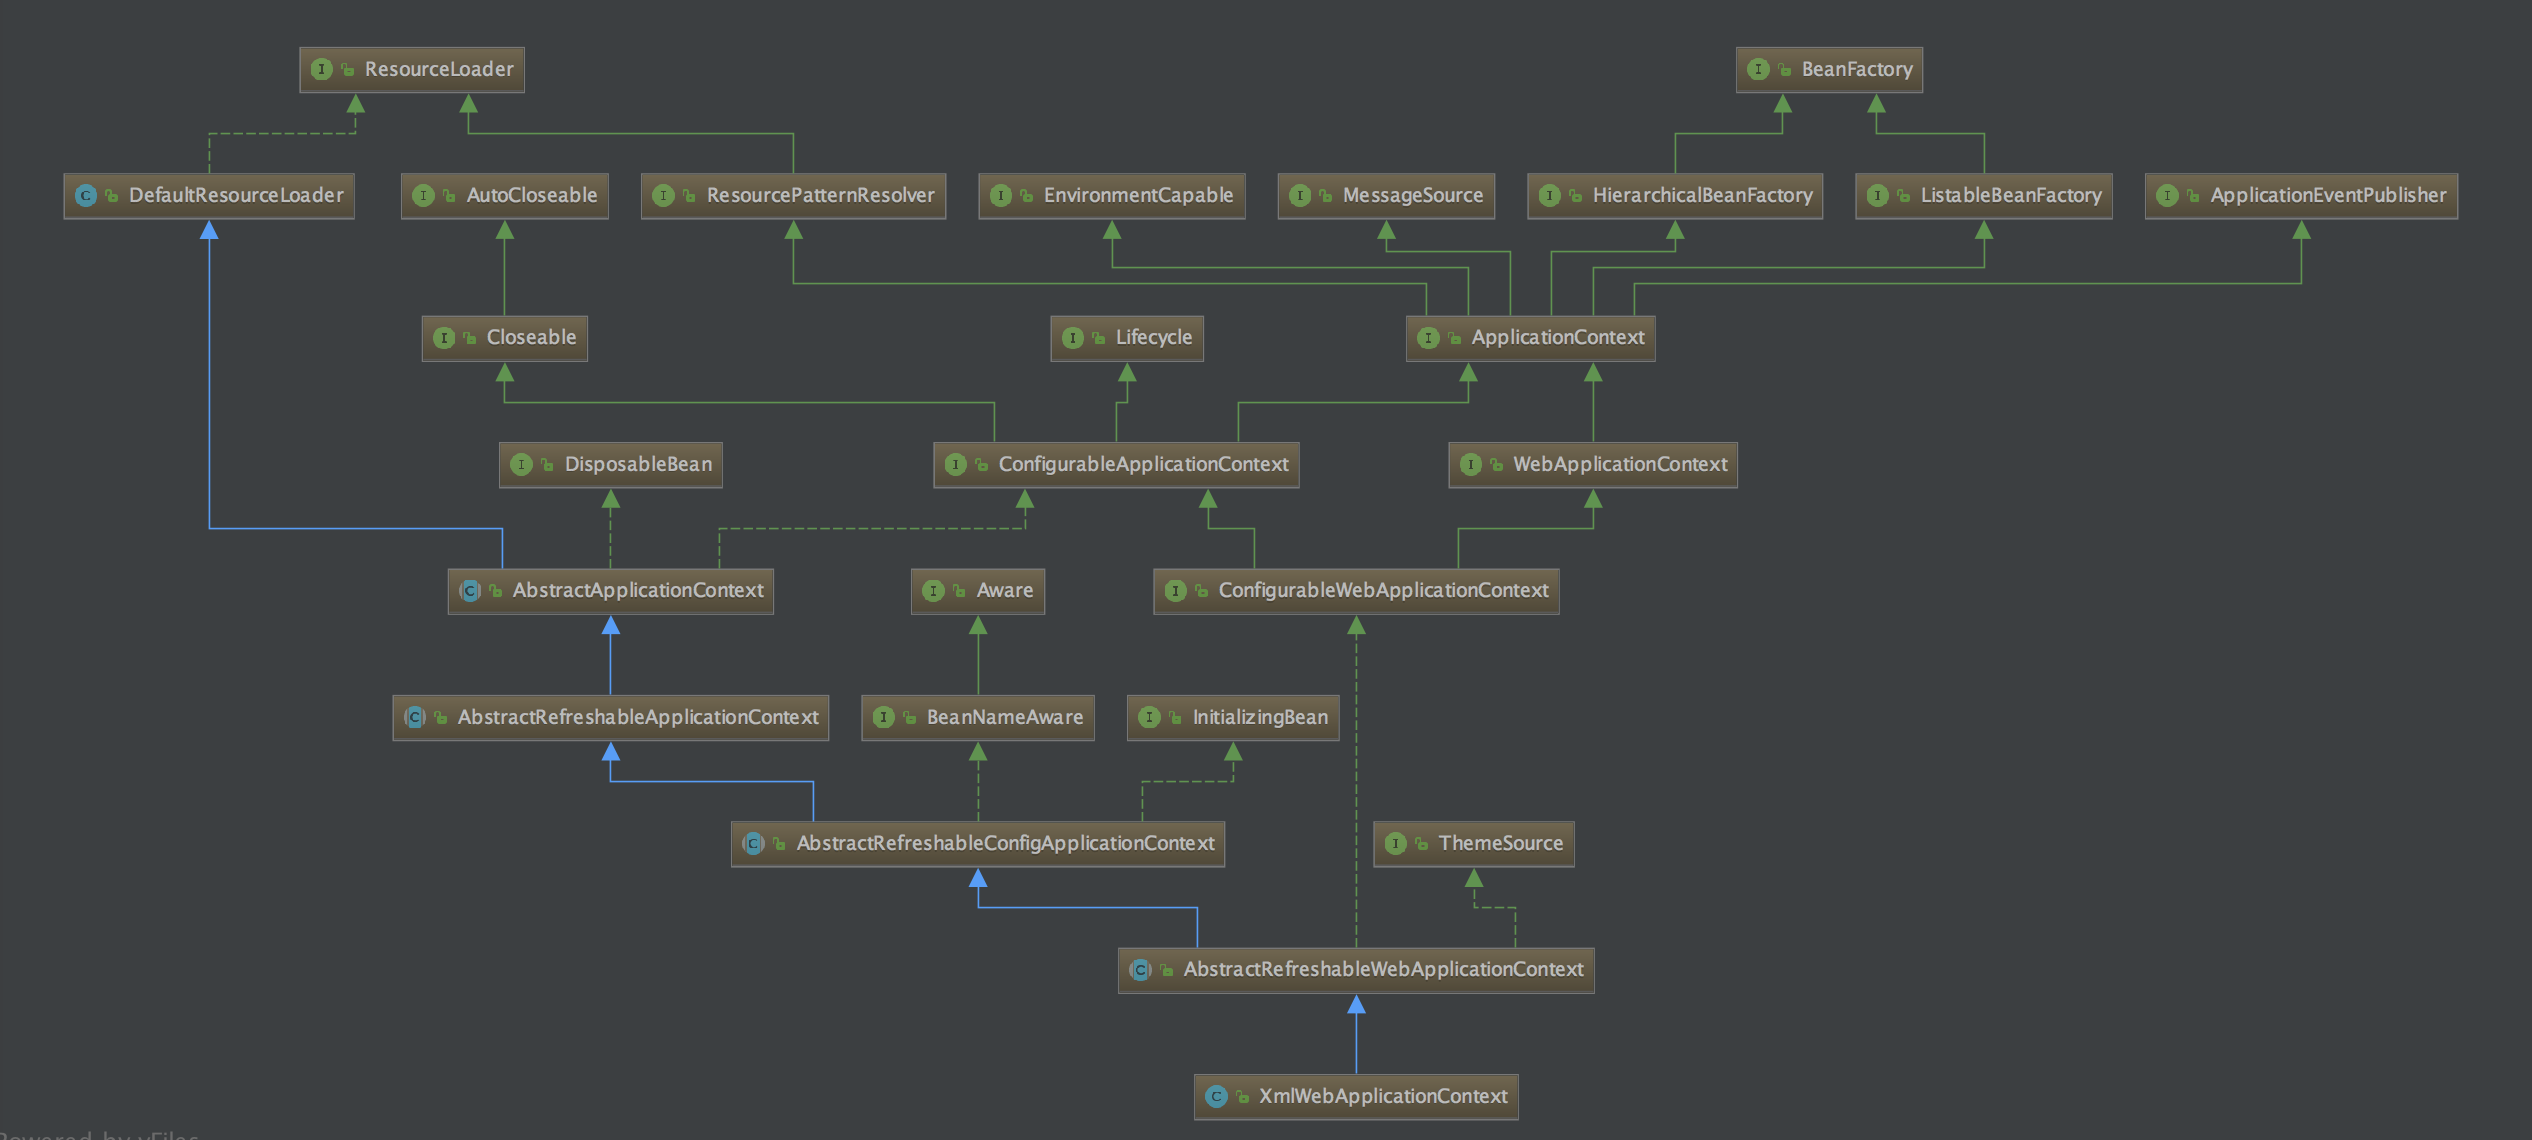 ResourceLoader
BeanFactory
DefaultResourceLoader
AutoCloseable
ResourcePatternResolver
EnvironmentCapable
MessageSource
HierarchicalBeanFactory
ListableBeanFactory
ApplicationEventPublisher
Closeable
Lifecycle
ApplicationContext
DisposableBean
ConfigurableApplicationContext
WebApplicationContext
AbstractApplicationContext
Aware
ConfigurableWebApplicationContext
AbstractRefreshableApplicationContext
BeanNameAware
InitializingBean
AbstractRefreshableConfigApplicationContext
ThemeSource
AbstractRefreshableWebApplicationContext
XmlWebApplicationContext
Powered by yFiles